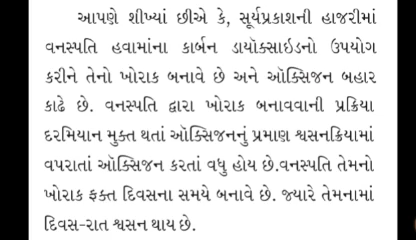 આપણે શીખ્યાં છીએ કે, સૂર્યપ્રકાશની હાજરીમાં
વનસ્પતિ હવામાંના કાર્બન ડાયૉક્સાઇડનો ઉપયોગ
કરીને તેનો ખોરાક બનાવે છે અને ઑક્સિજન બહાર
કાઢે છે. વનસ્પતિ દ્વારા ખોરાક બનાવવાની પ્રક્રિયા
દરમિયાન મુક્ત થતાં ઑક્સિજનનું પ્રમાણ શ્વસનક્રિયામાં
વપરાતાં ઑક્સિજન કરતાં વધુ હોય છે.વનસ્પતિ તેમનો
ખોરાક ફક્ત દિવસના સમયે બનાવે છે. જ્યારે તેમનામાં
દિવસ-રાત શ્વસન થાય છે.